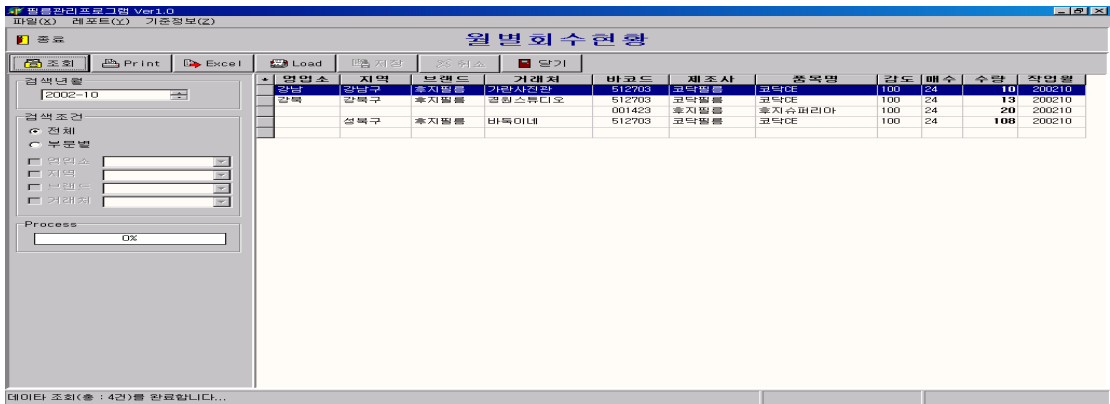 필름관리프로그램 Ver1.0
파일(X) 레포트(Y) 기준정보(Z)
종료 월별회수현황
조회 Print Excel Load 저장 취소 닫기
검색년월
2002-10
검색조건
전체
부문별
영업소
지역
브랜드
거래처
Process
0%
영업소 지역 브랜드 거래처 바코드 제조사 품목명 감도 매수 수량 작업월
강남 강남구 후지필름 가란사진관 512703 코닥필름 코닥CE 100 24 10 200210
강북 강북구 후지필름 경원스튜디오 512703 코닥필름 코닥CE 100 24 13 200210
001423 후지필름 후지슈퍼리아 100 24 20 200210
성북구 후지필름 바둑이네 512703 코닥필름 코닥CE 100 24 108 200210
데이타 조회(총 : 4건)를 완료합니다...